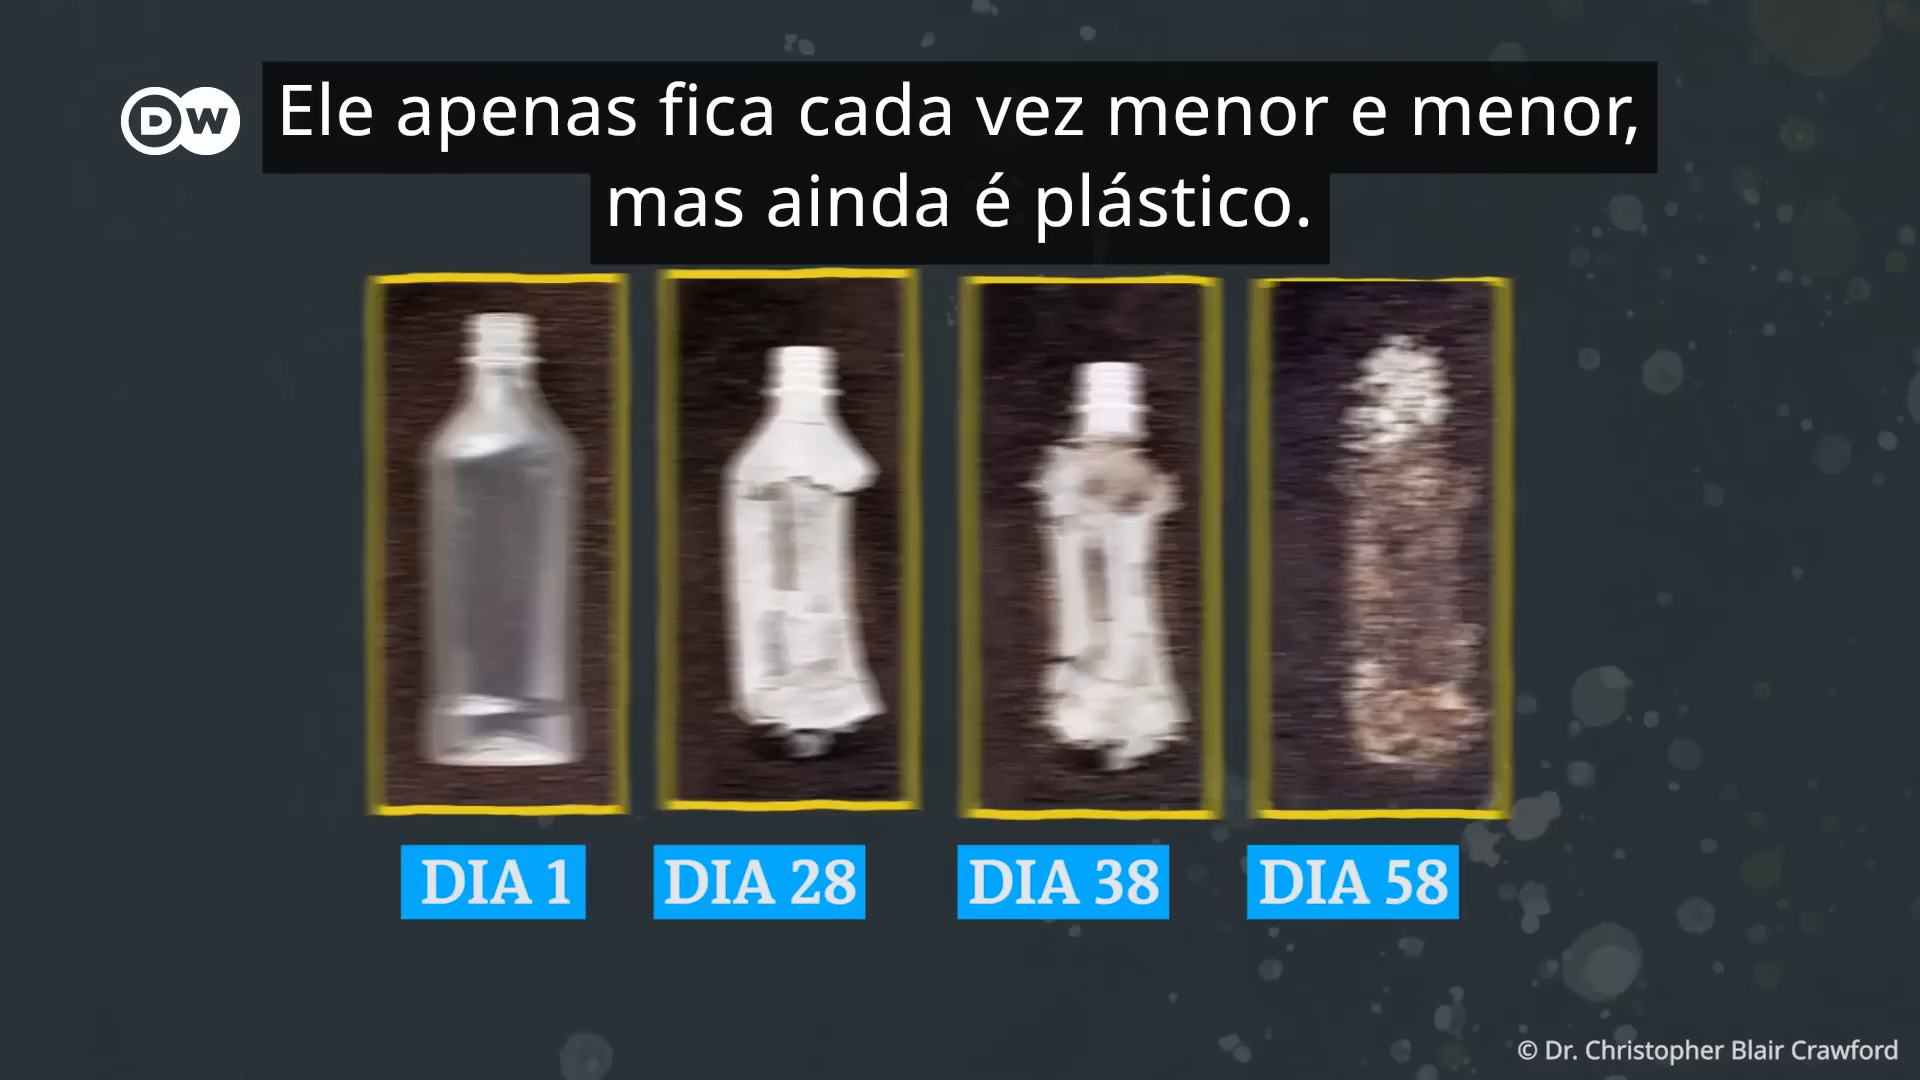 DW
Ele apenas fica cada vez menor e menor,
mas ainda é plástico.
DIA 1
DIA 28
DIA 38
DIA 58
© Dr. Christopher Blair Crawford